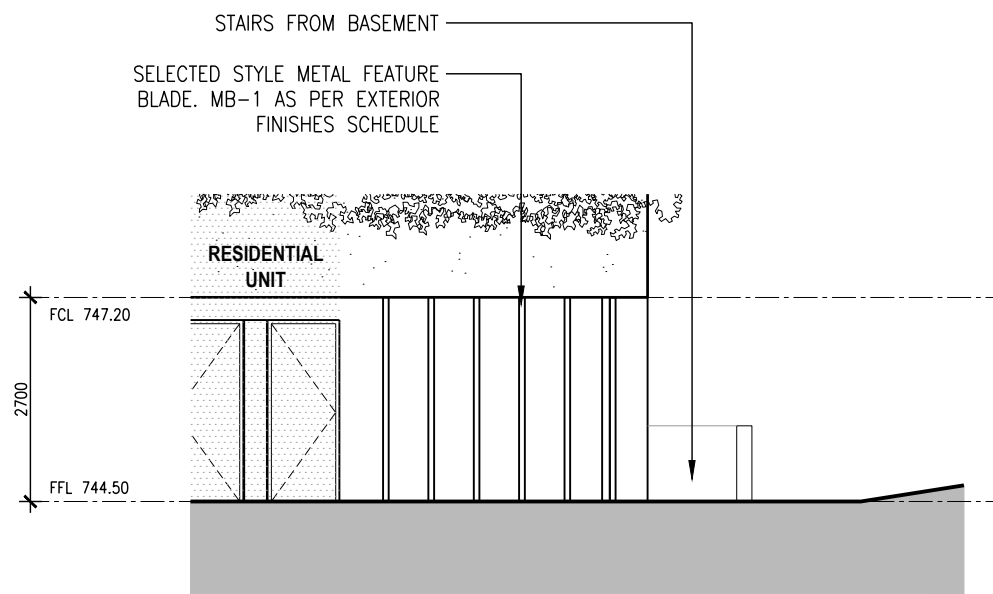 STAIRS FROM BASEMENT
SELECTED STYLE METAL FEATURE
BLADE. MB-1 AS PER EXTERIOR
FINISHES SCHEDULE
RESIDENTIAL
UNIT
FCL 747.20
2700
FFL 744.50